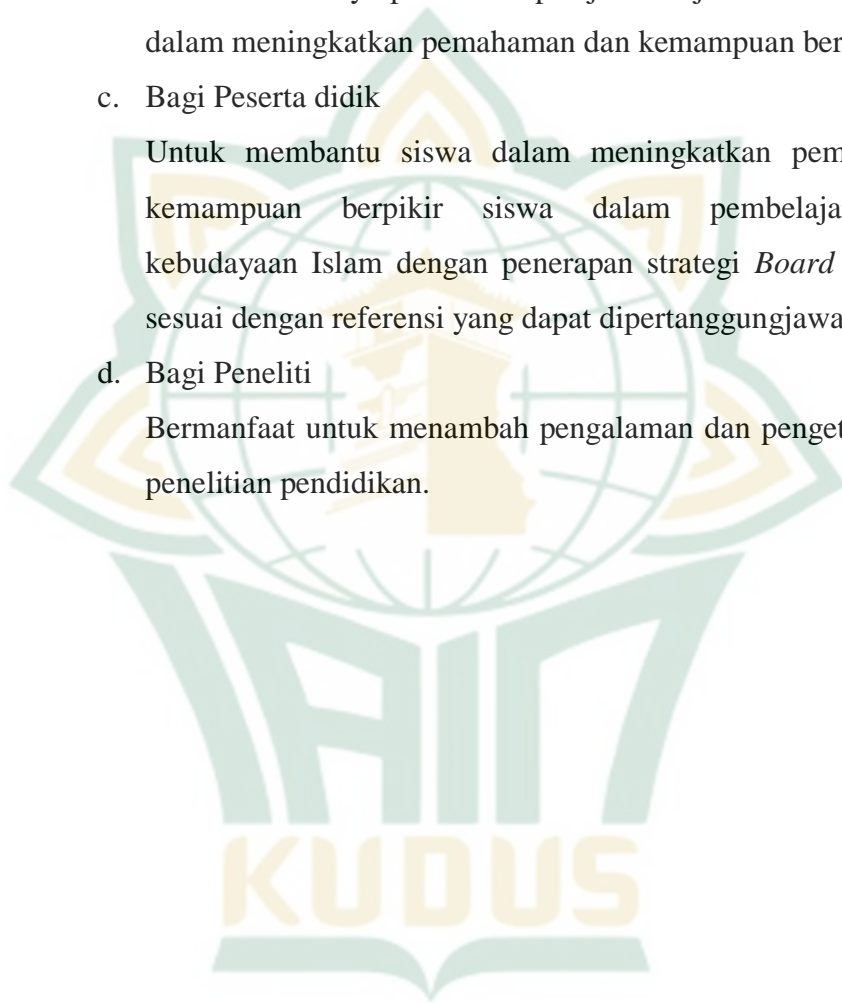 dalam meningkatkan pemahaman dan kemampuan ber
c. Bagi Peserta didik
Untuk membantu siswa dalam meningkatkan pem
kemampuan berpikir siswa dalam pembelaja
kebudayaan Islam dengan penerapan strategi Board
sesuai dengan referensi yang dapat dipertanggungjawa
d. Bagi Peneliti
Bermanfaat untuk menambah pengalaman dan penget
penelitian pendidikan.
IAIN
KUDUS